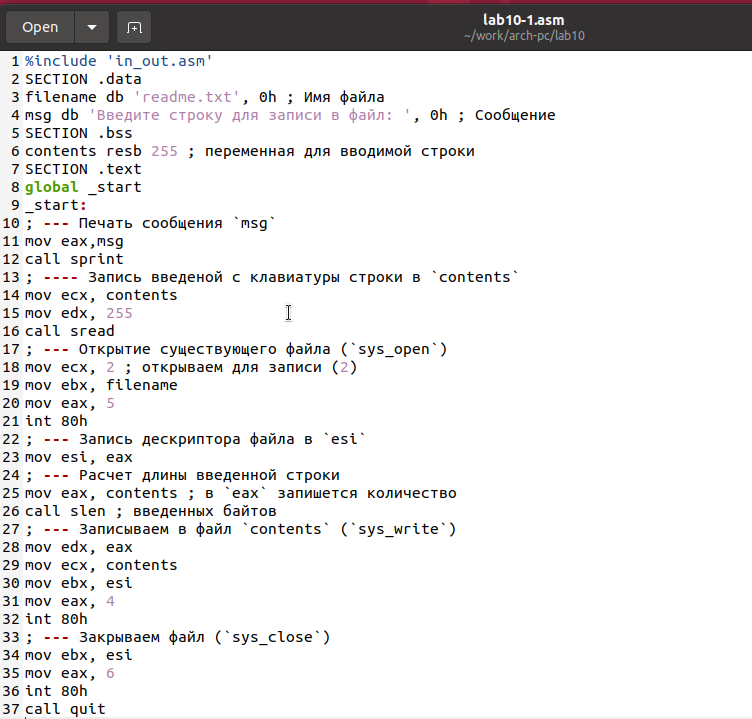 Open
lab10-1.asm
~/work/arch-pc/lab10
1 %include 'in_out.asm'
2 SECTION .data
3 filename db 'readme.txt', 0h ; Имя файла
4 msg db 'Введите строку для записи в файл: ', 0h ; Сообщение
5 SECTION .bss
6 contents resb 255 ; переменная для вводимой строки
7 SECTION .text
8 global _start
9 _start:
10 ; --- Печать сообщения `msg`
11 mov eax,msg
12 call sprint
13 ; ---- Запись введеной с клавиатуры строки в `contents`
14 mov ecx, contents
15 mov edx, 255
16 call sread
17 ; --- Открытие существующего файла (`sys_open`)
18 mov ecx, 2 ; открываем для записи (2)
19 mov ebx, filename
20 mov eax, 5
21 int 80h
22 ; --- Запись дескриптора файла в `esi`
23 mov esi, eax
24 ; --- Расчет длины введенной строки
25 mov eax, contents ; в `eax` запишется количество
26 call slen ; введенных байтов
27 ; --- Записываем в файл `contents` (`sys_write`)
28 mov edx, eax
29 mov ecx, contents
30 mov ebx, esi
31 mov eax, 4
32 int 80h
33 ; --- Закрываем файл (`sys_close`)
34 mov ebx, esi
35 mov eax, 6
36 int 80h
37 call quit